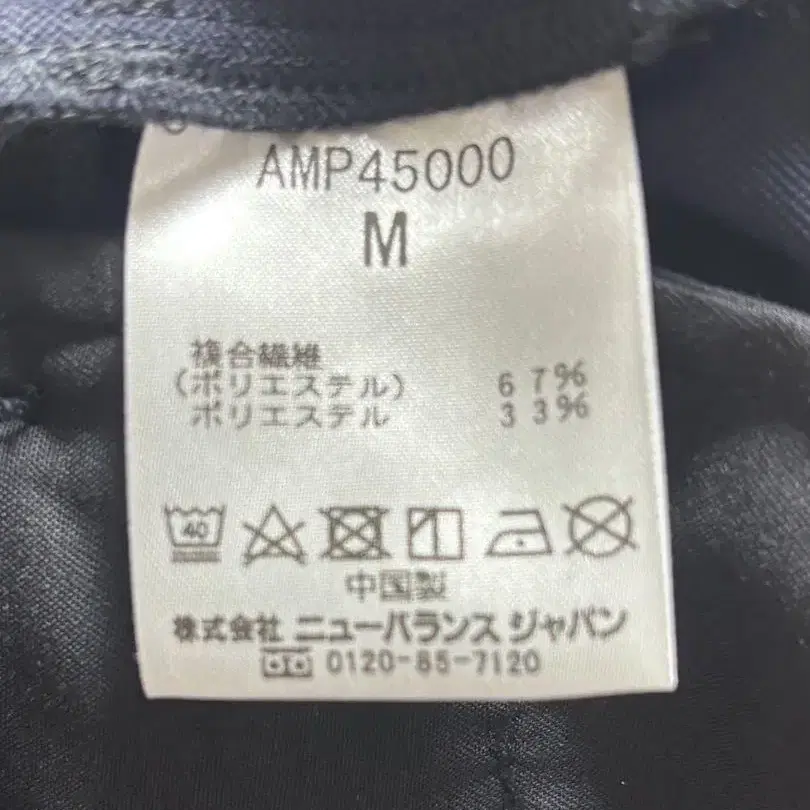 AMP45000
M
複合繊維
(ポリエステル) 67%
ポリエステル 33%
40
中国製
株式会社 ニューバランス ジャパン
0120-85-7120